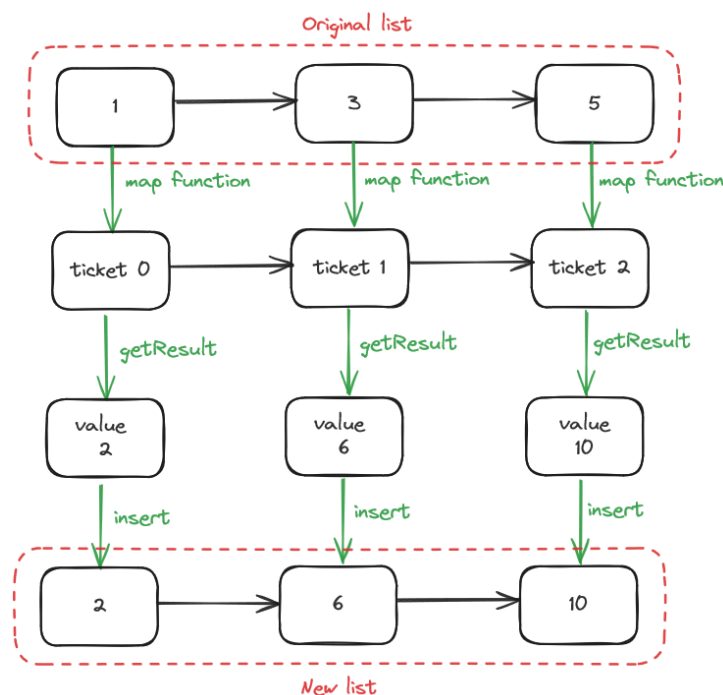 Original list
1
3
5
map function
map function
map function
ticket 0
ticket 1
ticket 2
getResult
getResult
getResult
value
2
value
6
value
10
insert
insert
insert
2
6
10
New list